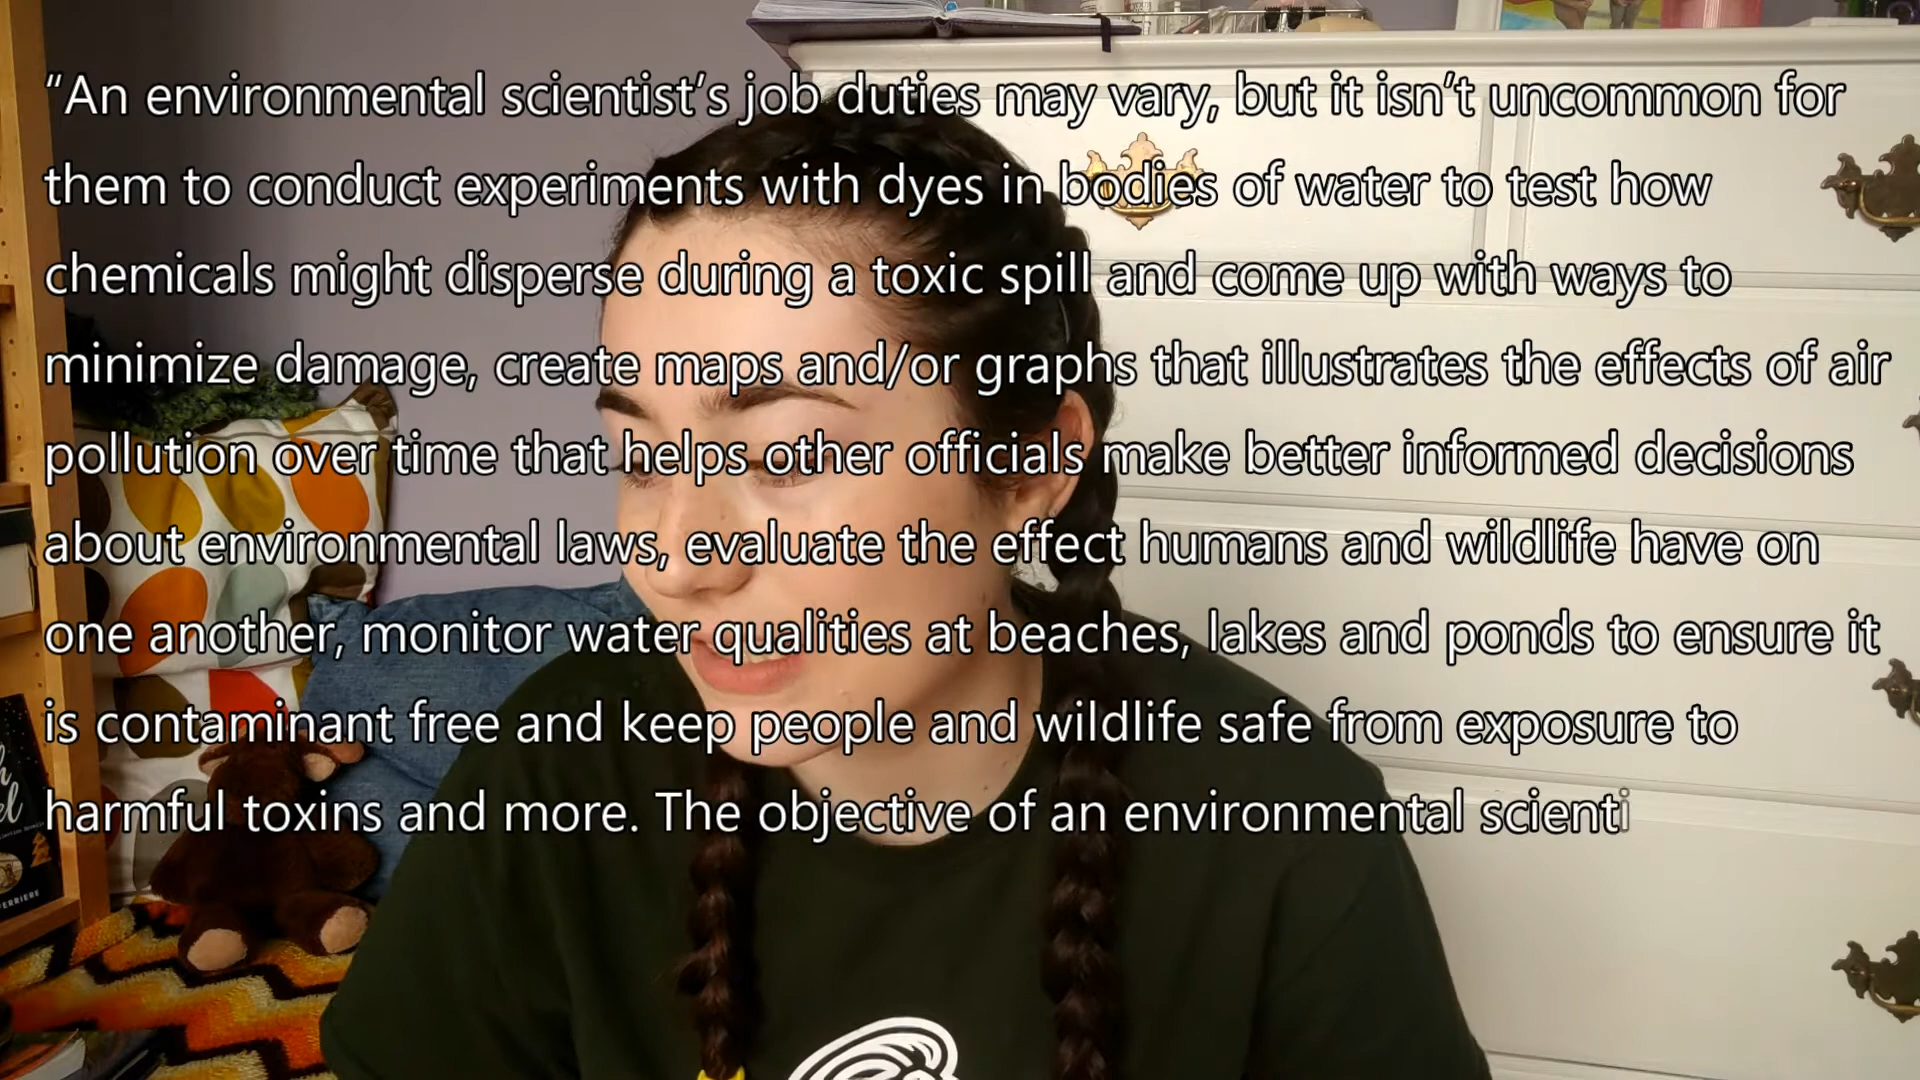 “An environmental scientist’s job duties may vary, but it isn’t uncommon for
them to conduct experiments with dyes in bodies of water to test how
chemicals might disperse during a toxic spill and come up with ways to
minimize damage, create maps and/or graphs that illustrates the effects of air
pollution over time that helps other officials make better informed decisions
about environmental laws, evaluate the effect humans and wildlife have on
one another, monitor water qualities at beaches, lakes and ponds to ensure it
is contaminant free and keep people and wildlife safe from exposure to
harmful toxins and more. The objective of an environmental scienti